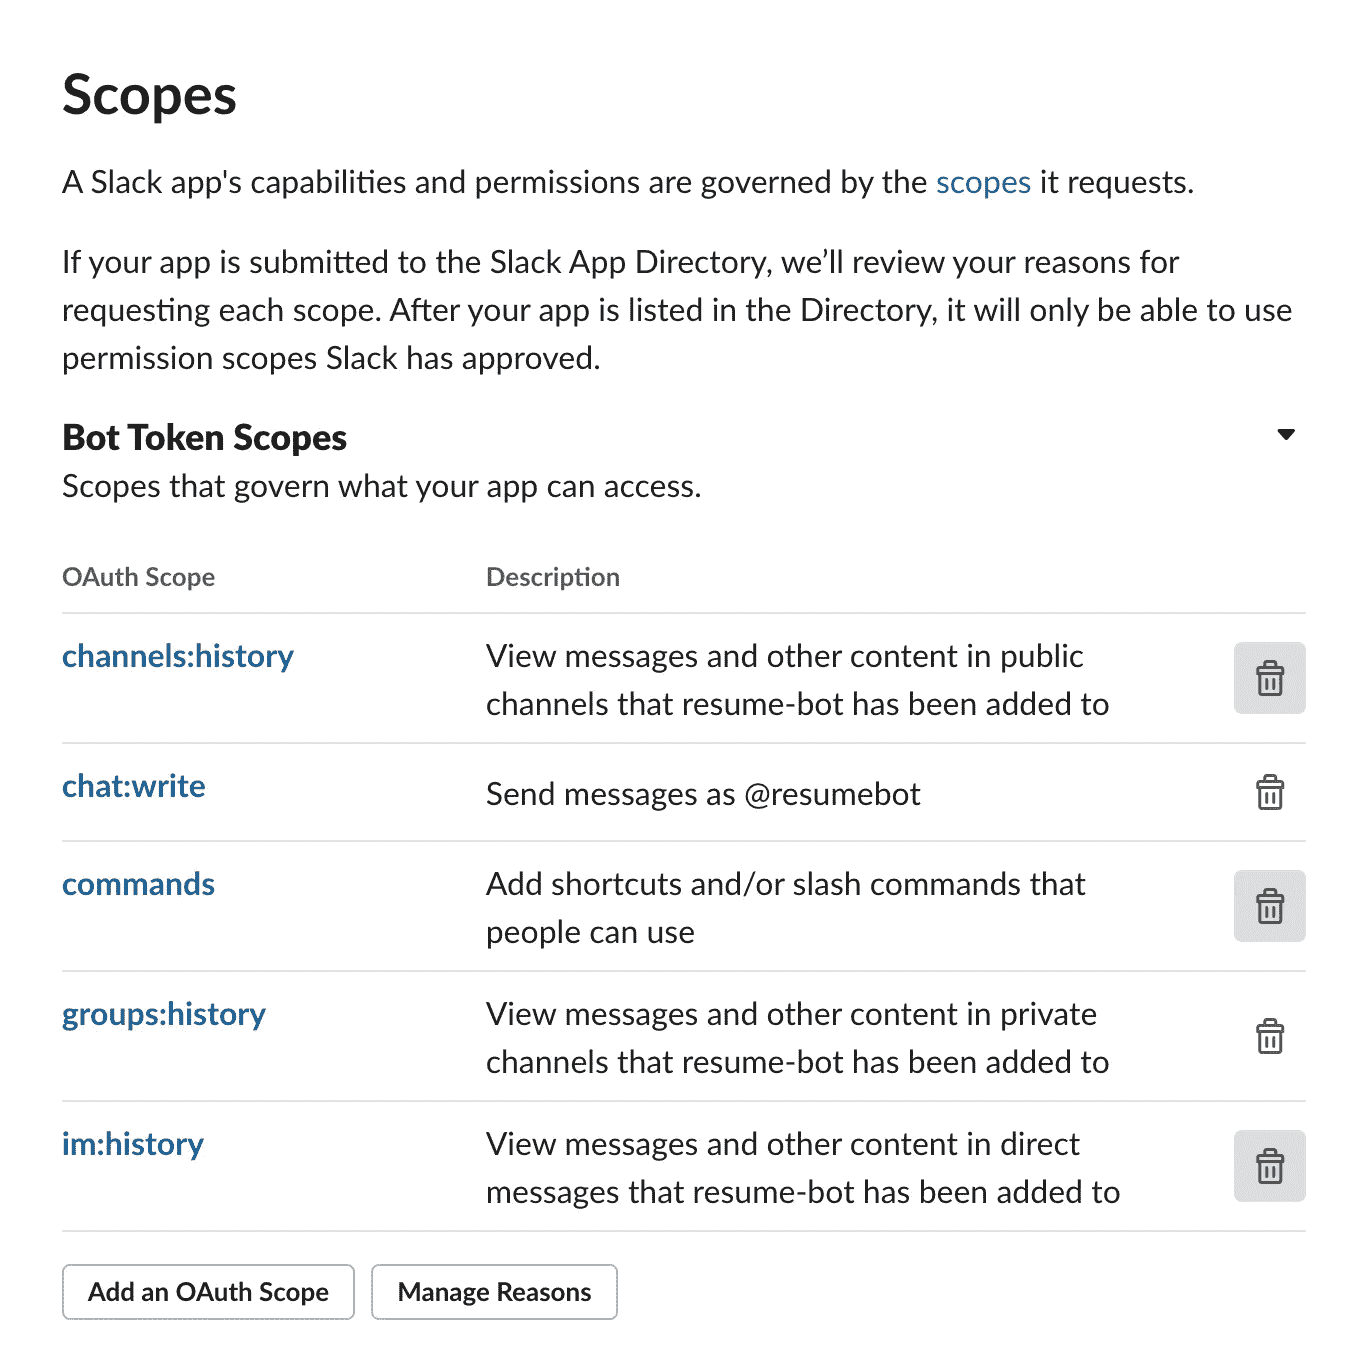 Scopes
A Slack app's capabilities and permissions are governed by the scopes it requests.
If your app is submitted to the Slack App Directory, we’ll review your reasons for
requesting each scope. After your app is listed in the Directory, it will only be able to use
permission scopes Slack has approved.
Bot Token Scopes
Scopes that govern what your app can access.
OAuth Scope Description
channels:history View messages and other content in public
channels that resume-bot has been added to
chat:write Send messages as @resumebot
commands Add shortcuts and/or slash commands that
people can use
groups:history View messages and other content in private
channels that resume-bot has been added to
im:history View messages and other content in direct
messages that resume-bot has been added to
Add an OAuth Scope Manage Reasons